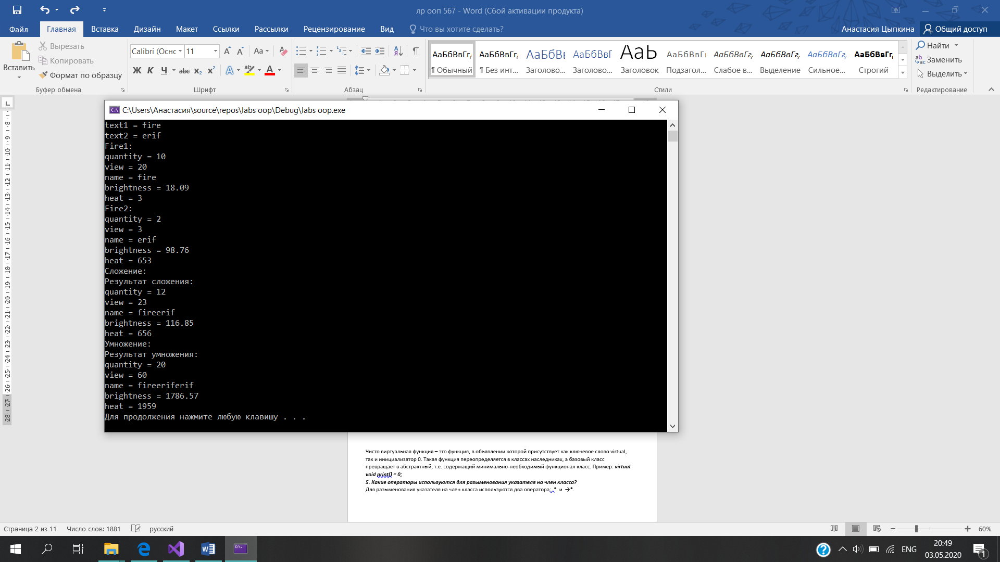 лр ооп 567 - Word (Сбой активации продукта)
Файл Главная Вставка Дизайн Макет Ссылки Рассылки Рецензирование Вид Что вы хотите сделать? Анастасия Цыпкина Общий доступ
Вставить
Вырезать
Копировать
Формат по образцу
Буфер обмена
Calibri (Оснс 11
Aa
Ж К Ч abc x₂ x²
Шрифт
Абзац
АаБбВвГг, АаБбВвГг, АаБбВв АаБбВвГ Аab АаБбВвГг АаБбВвГг, АаБбВвГг, АаБбВвГг, АаБбВвГг,
¶ Обычный ¶ Без инт... Заголово... Заголово... Заголовок Подзагол... Слабое в... Выделение Сильное... Строгий
Стили
Найти
Заменить
Выделить
Редактирование
C:\Users\Анастасия\source\repos\labs oop\Debug\labs oop.exe
text1 = fire
text2 = erif
Fire1:
quantity = 10
view = 20
name = fire
brightness = 18.09
heat = 3
Fire2:
quantity = 2
view = 3
name = erif
brightness = 98.76
heat = 653
Сложение:
Результат сложения:
quantity = 12
view = 23
name = fireerif
brightness = 116.85
heat = 656
Умножение:
Результат умножения:
quantity = 20
view = 60
name = fireeriferif
brightness = 1786.57
heat = 1959
Для продолжения нажмите любую клавишу . . .
Чисто виртуальная функция – это функция, в объявлении которой присутствует как ключевое слово virtual,
так и инициализатор 0. Такая функция переопределяется в классах наследниках, а базовый класс
превращает в абстрактный, т.е. содержащий минимально-необходимый функционал класс. Пример: virtual
void print() = 0;
5. Какие операторы используются для разыменования указателя на член класса?
Для разыменования указателя на член класса используются два оператора: .* и →*.
Страница 2 из 11 Число слов: 1881 русский 60%
ENG
20:49
03.05.2020
1